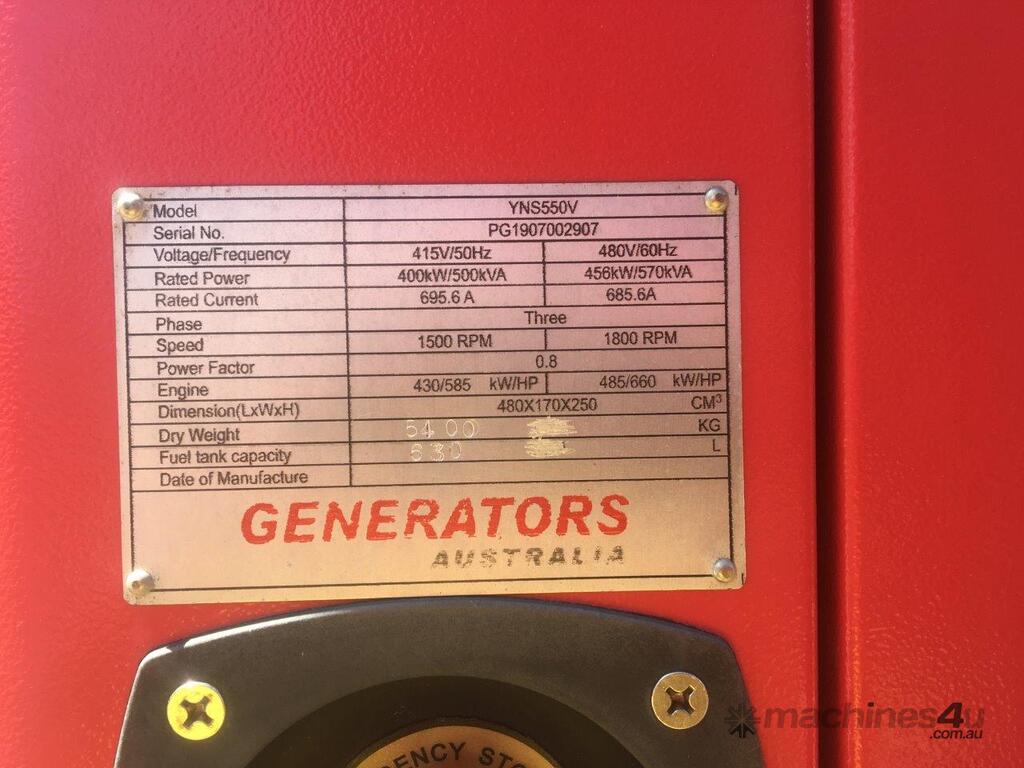 Model YNS550V
Serial No. PG1907002907
Voltage/Frequency 415V/50Hz 480V/60Hz
Rated Power 400kW/500kVA 456kW/570kVA
Rated Current 695.6 A 685.6A
Phase Three
Speed 1500 RPM 1800 RPM
Power Factor 0.8
Engine 430/585 kW/HP 485/660 kW/HP
Dimension(LxWxH) 480X170X250 CM³
Dry Weight 5400 KG
Fuel tank capacity 630 L
Date of Manufacture
GENERATORS
AUSTRALIA
machines4u
.com.au